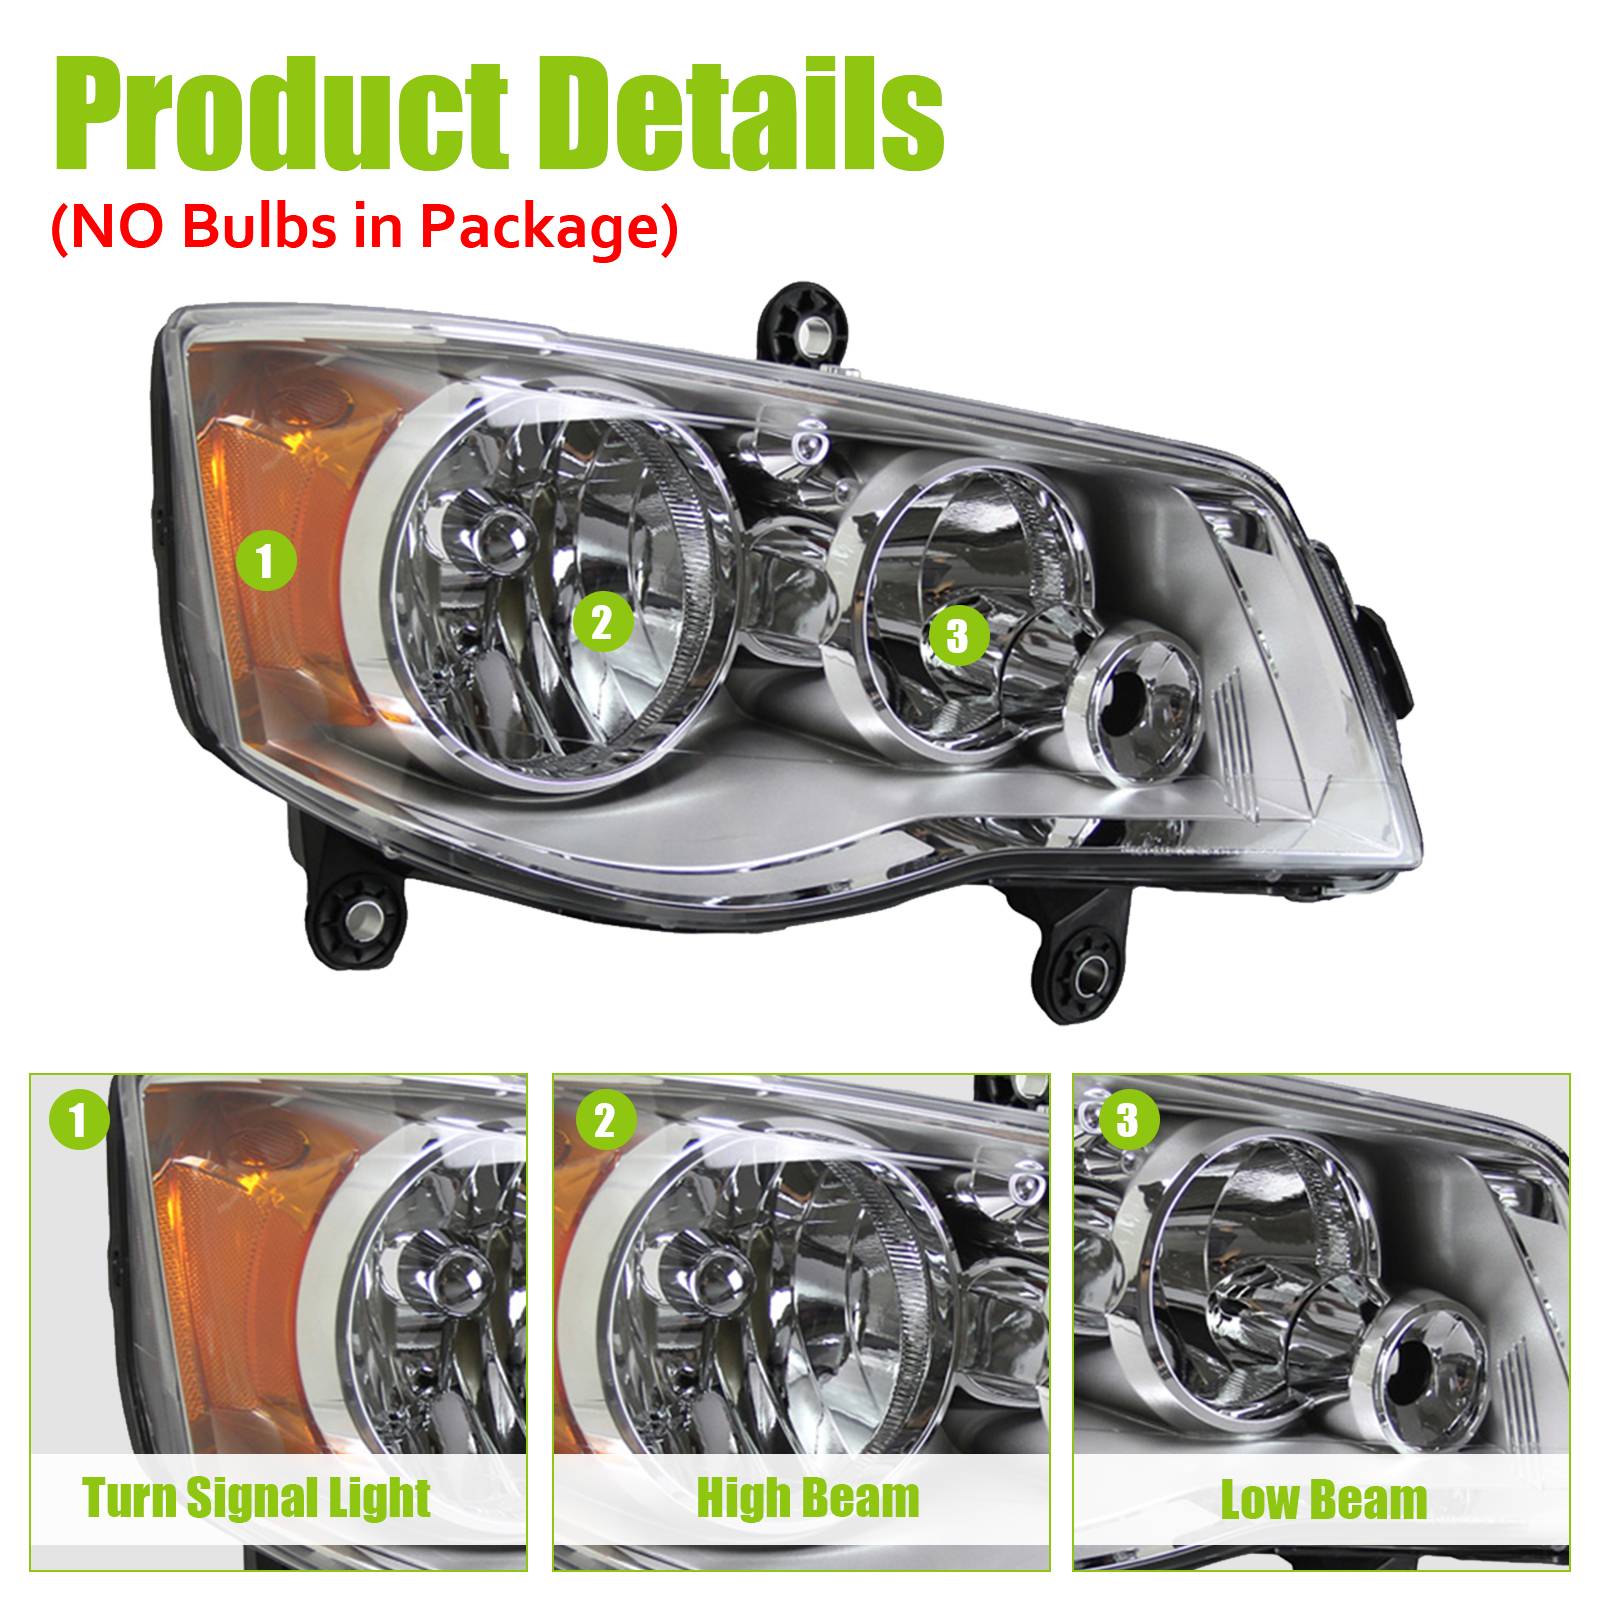 Product Details
(NO Bulbs in Package)
1
2
3
1
2
3
Turn Signal Light
High Beam
Low Beam